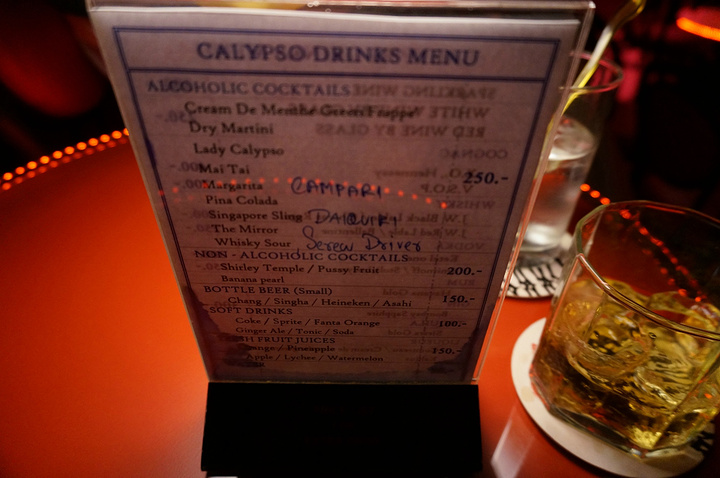 CALYPSO DRINKS MENU
ALCOHOLIC COCKTAILS
Cream De Menthe Green Frappe
Dry Martini
Lady Calypso
Mai Tai
250.-
Margarita CAMPARI
Pina Colada
Singapore Sling DAIQUIRI
The Mirror
Whisky Sour Screw Driver
NON - ALCOHOLIC COCKTAILS
Shirley Temple / Pussy Fruit 200.-
Banana pearl
BOTTLE BEER (Small)
Chang / Singha / Heineken / Asahi 150.-
SOFT DRINKS
Coke / Sprite / Fanta Orange 100.-
Ginger Ale / Tonic / Soda
FRUIT JUICES
/ Pineapple 150.-
Apple / Lychee / Watermelon